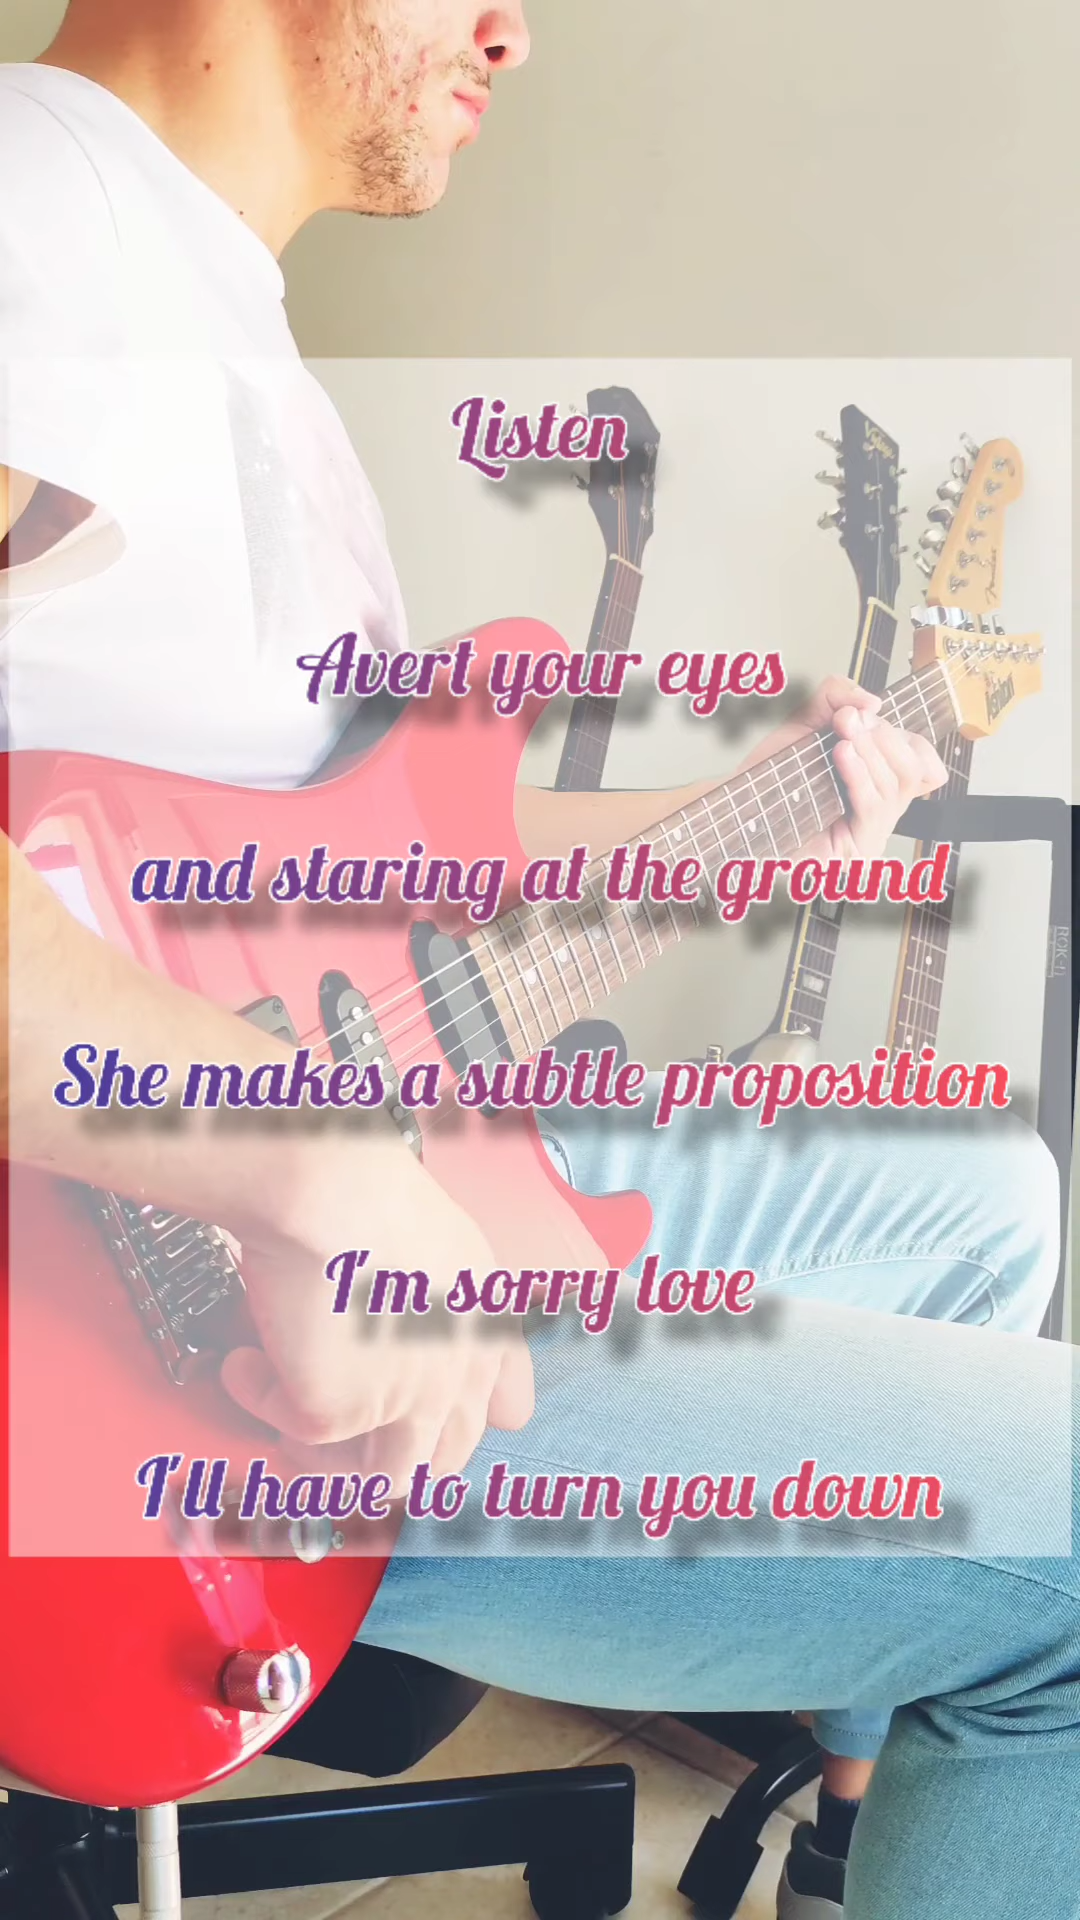 Listen
Avert your eyes
and staring at the ground
She makes a subtle proposition
I'm sorry love
I'll have to turn you down
Fender